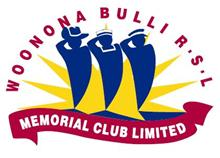 WOONONA BULLI R·S·L
MEMORIAL CLUB LIMITED